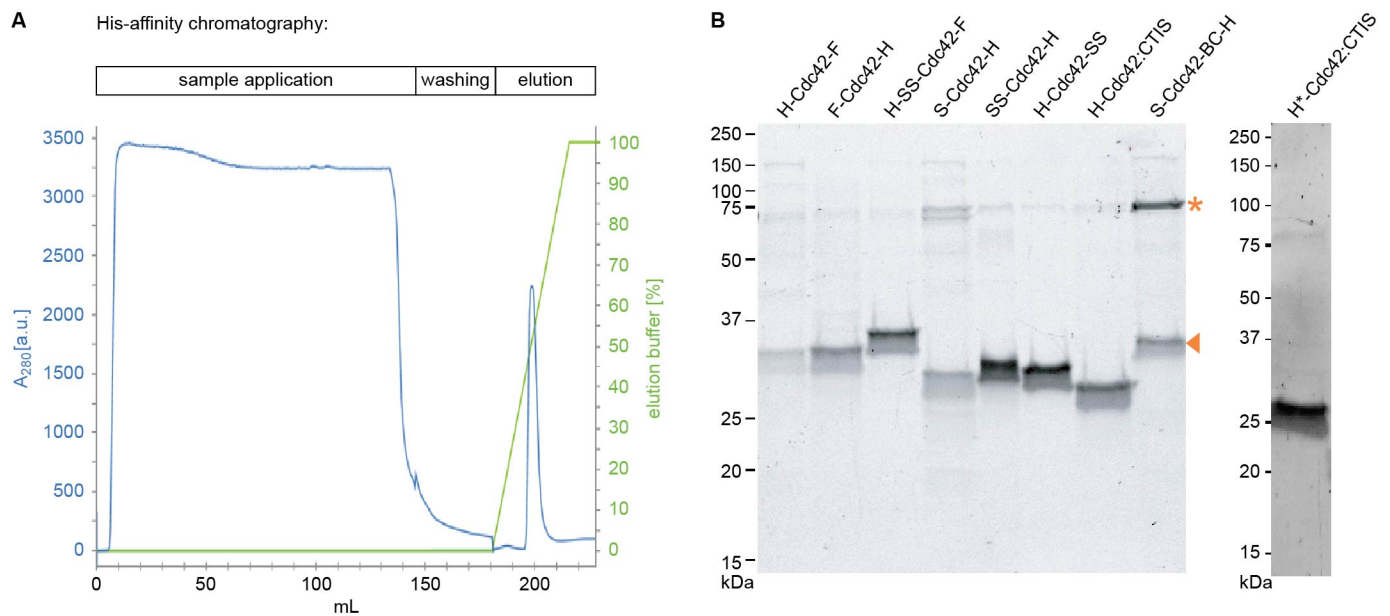 A
His-affinity chromatography:
sample application washing elution
3500
3000
2500
2000
1500
1000
500
0
A280[a.u.]
100
90
80
70
60
50
40
30
20
10
0
elution buffer [%]
0 50 100 150 200
mL
B
H-Cdc42-F
F-Cdc42-H
H-SS-Cdc42-F
S-Cdc42-H
SS-Cdc42-H
H-Cdc42-SS
H-Cdc42:CTIS
S-Cdc42-BC-H
250
150
100
75
50
37
25
20
15
kDa
*
H*-Cdc42:CTIS
250
150
100
75
50
37
25
20
15
kDa